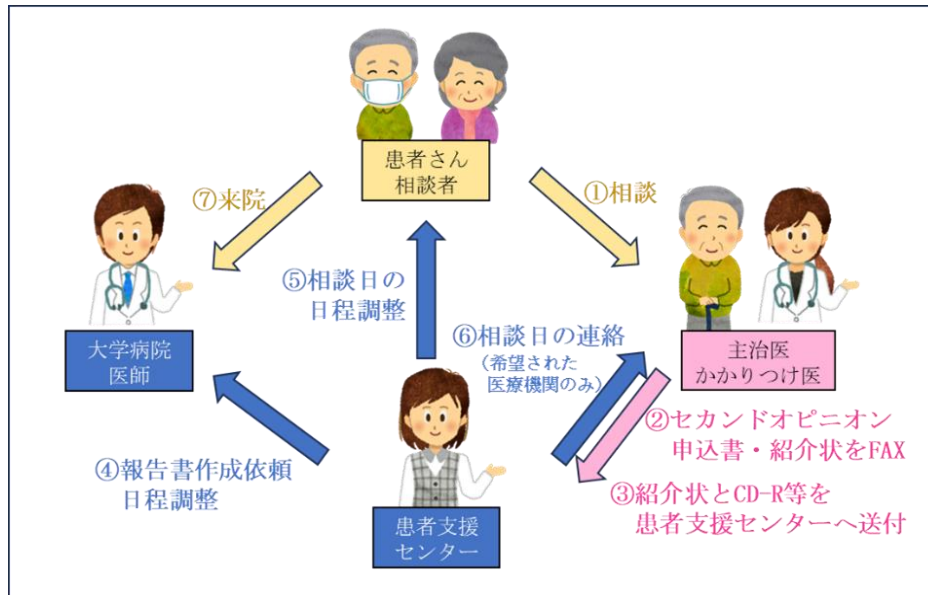 患者さん
相談者
⑦来院
①相談
⑤相談日の
日程調整
大学病院
医師
⑥相談日の連絡
(希望された
医療機関のみ)
主治医
かかりつけ医
②セカンドオピニオン
申込書・紹介状をFAX
④報告書作成依頼
日程調整
③紹介状とCD-R等を
患者支援センターへ送付
患者支援
センター